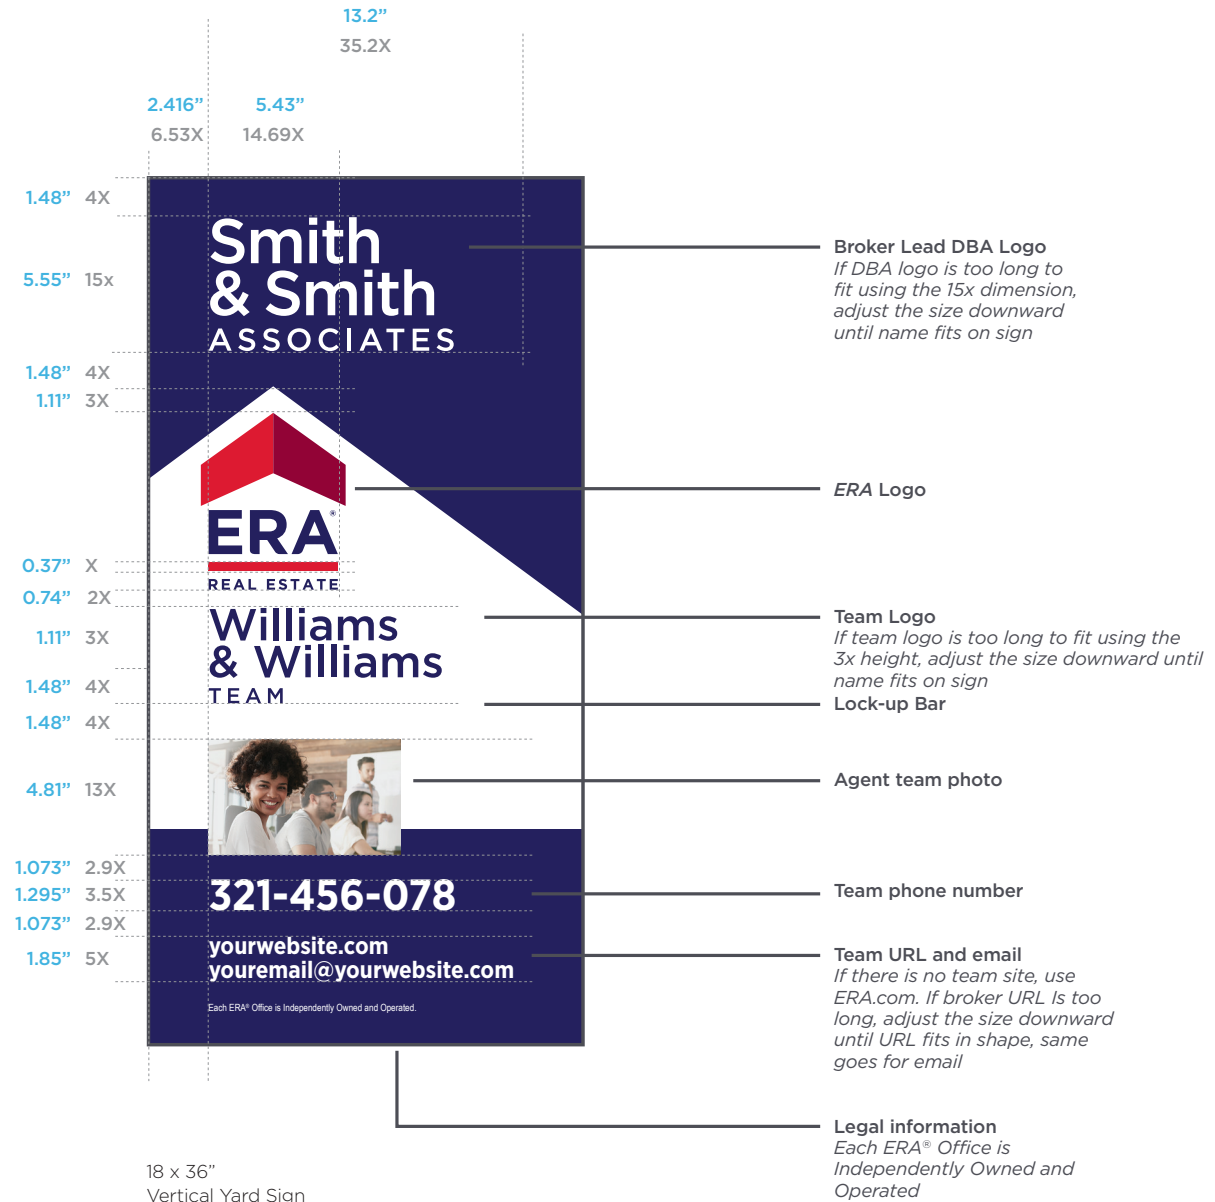 13.2”
35.2X
2.416” 5.43”
6.53X 14.69X
1.48” 4X
5.55” 15x
1.48” 4X
1.11” 3X
0.37” X
0.74” 2X
1.11” 3X
1.48” 4X
1.48” 4X
4.81” 13X
1.073” 2.9X
1.295” 3.5X
1.073” 2.9X
1.85” 5X
Smith
& Smith
ASSOCIATES
ERA®
REAL ESTATE
Williams
& Williams
TEAM
321-456-078
yourwebsite.com
youremail@yourwebsite.com
Each ERA® Office is Independently Owned and Operated.
Broker Lead DBA Logo
If DBA logo is too long to
fit using the 15x dimension,
adjust the size downward
until name fits on sign
ERA Logo
Team Logo
If team logo is too long to fit using the
3x height, adjust the size downward until
name fits on sign
Lock-up Bar
Agent team photo
Team phone number
Team URL and email
If there is no team site, use
ERA.com. If broker URL Is too
long, adjust the size downward
until URL fits in shape, same
goes for email
Legal information
Each ERA® Office is
Independently Owned and
Operated
18 x 36”
Vertical Yard Sign